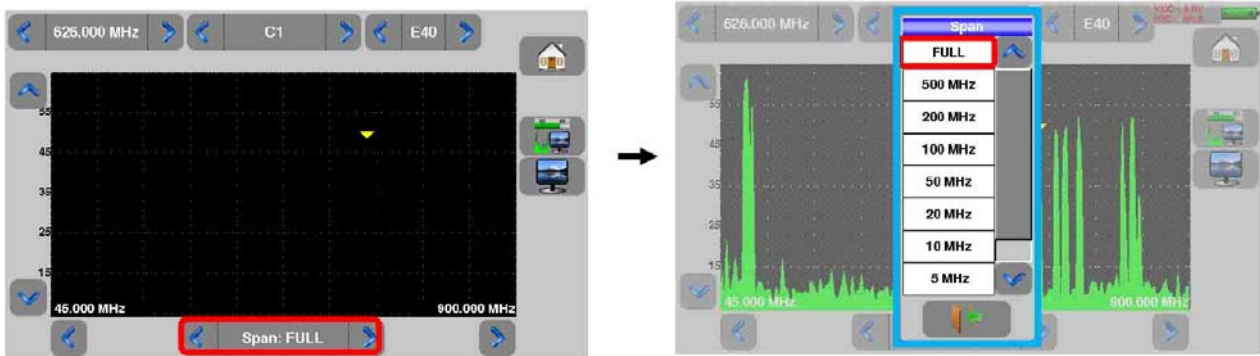 626.000 MHz C1 E40
55
45
35
25
15
45.000 MHz 900.000 MHz
Span: FULL
626.000 MHz E40
Span
FULL
500 MHz
200 MHz
100 MHz
50 MHz
20 MHz
10 MHz
5 MHz
55
45
35
25
15
45.000 MHz 900.000 MHz